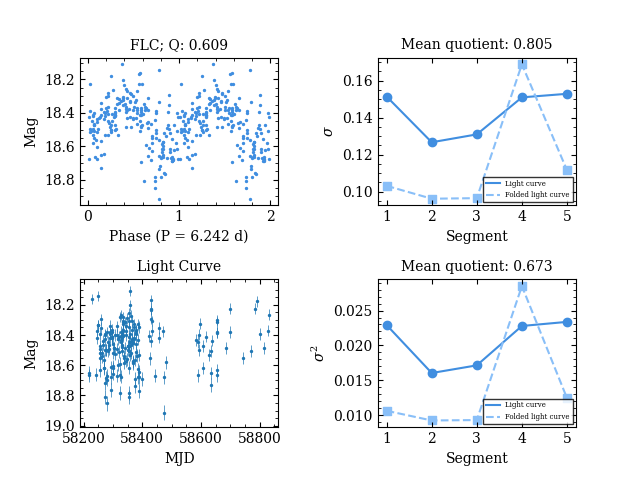 FLC; Q: 0.609
Mag
18.2
18.4
18.6
18.8
0 1 2
Phase (P = 6.242 d)
Mean quotient: 0.805
σ
0.16
0.14
0.12
0.10
Light curve
Folded light curve
1 2 3 4 5
Segment
Light Curve
Mag
18.2
18.4
18.6
18.8
19.0
58200 58400 58600 58800
MJD
Mean quotient: 0.673
σ²
0.025
0.020
0.015
0.010
Light curve
Folded light curve
1 2 3 4 5
Segment